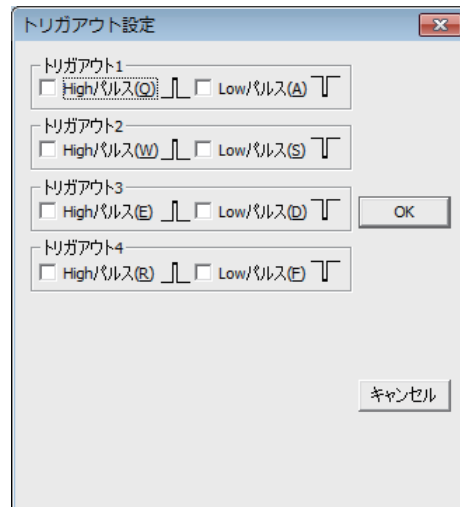 トリガアウト設定
トリガアウト1
Highパルス(Q) Lowパルス(A)
トリガアウト2
Highパルス(W) Lowパルス(S)
トリガアウト3
Highパルス(E) Lowパルス(D)
OK
トリガアウト4
Highパルス(R) Lowパルス(F)
キャンセル